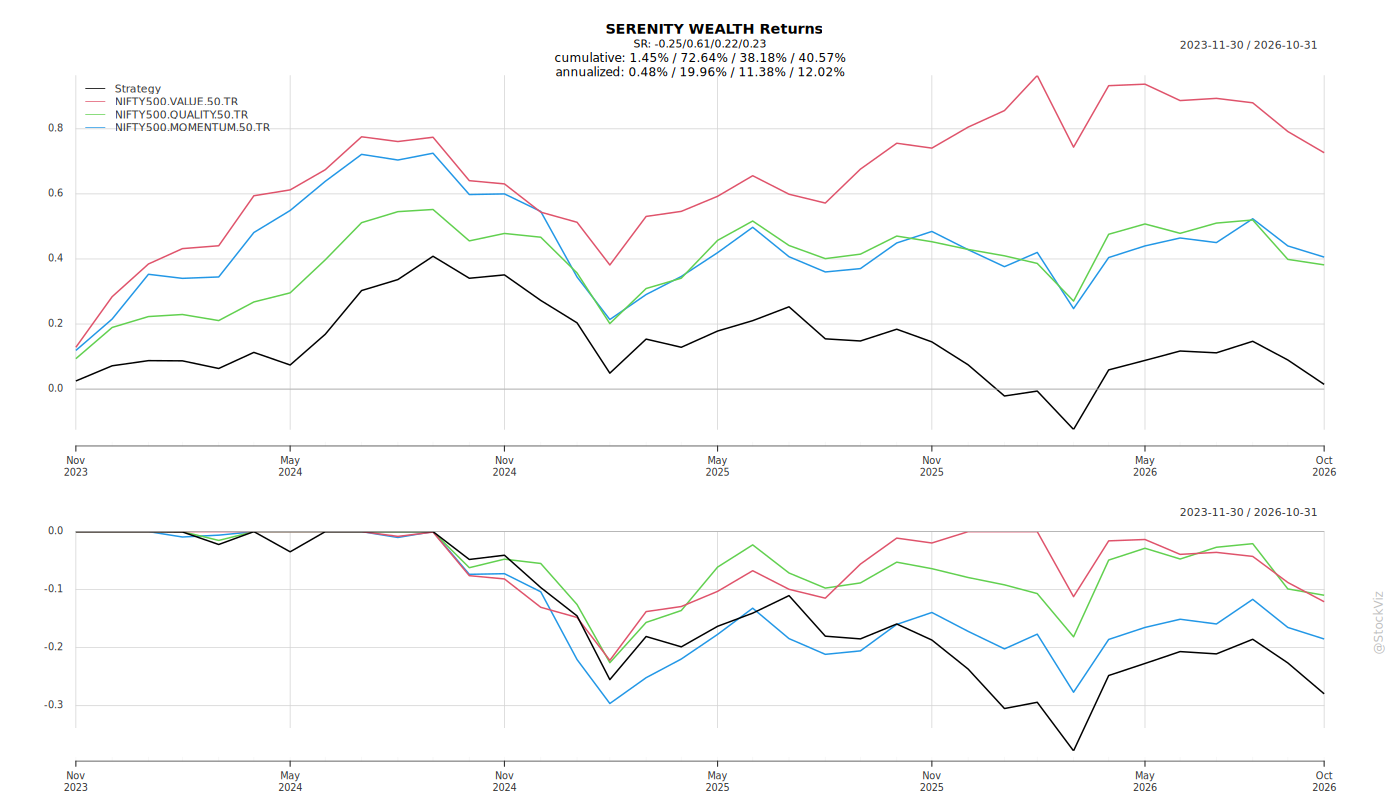 SERENITY WEALTH Returns
SR: -0.25/0.61/0.22/0.23
cumulative: 1.45% / 72.64% / 38.18% / 40.57%
annualized: 0.48% / 19.96% / 11.38% / 12.02%
2023-11-30 / 2026-10-31
Strategy
NIFTY500.VALUE.50.TR
NIFTY500.QUALITY.50.TR
NIFTY500.MOMENTUM.50.TR
0.8
0.6
0.4
0.2
0.0
Nov May Nov May Nov May Oct
2023 2024 2024 2025 2025 2026 2026
2023-11-30 / 2026-10-31
0.0
-0.1
-0.2
-0.3
Nov May Nov May Nov May Oct
2023 2024 2024 2025 2025 2026 2026
@StockViz